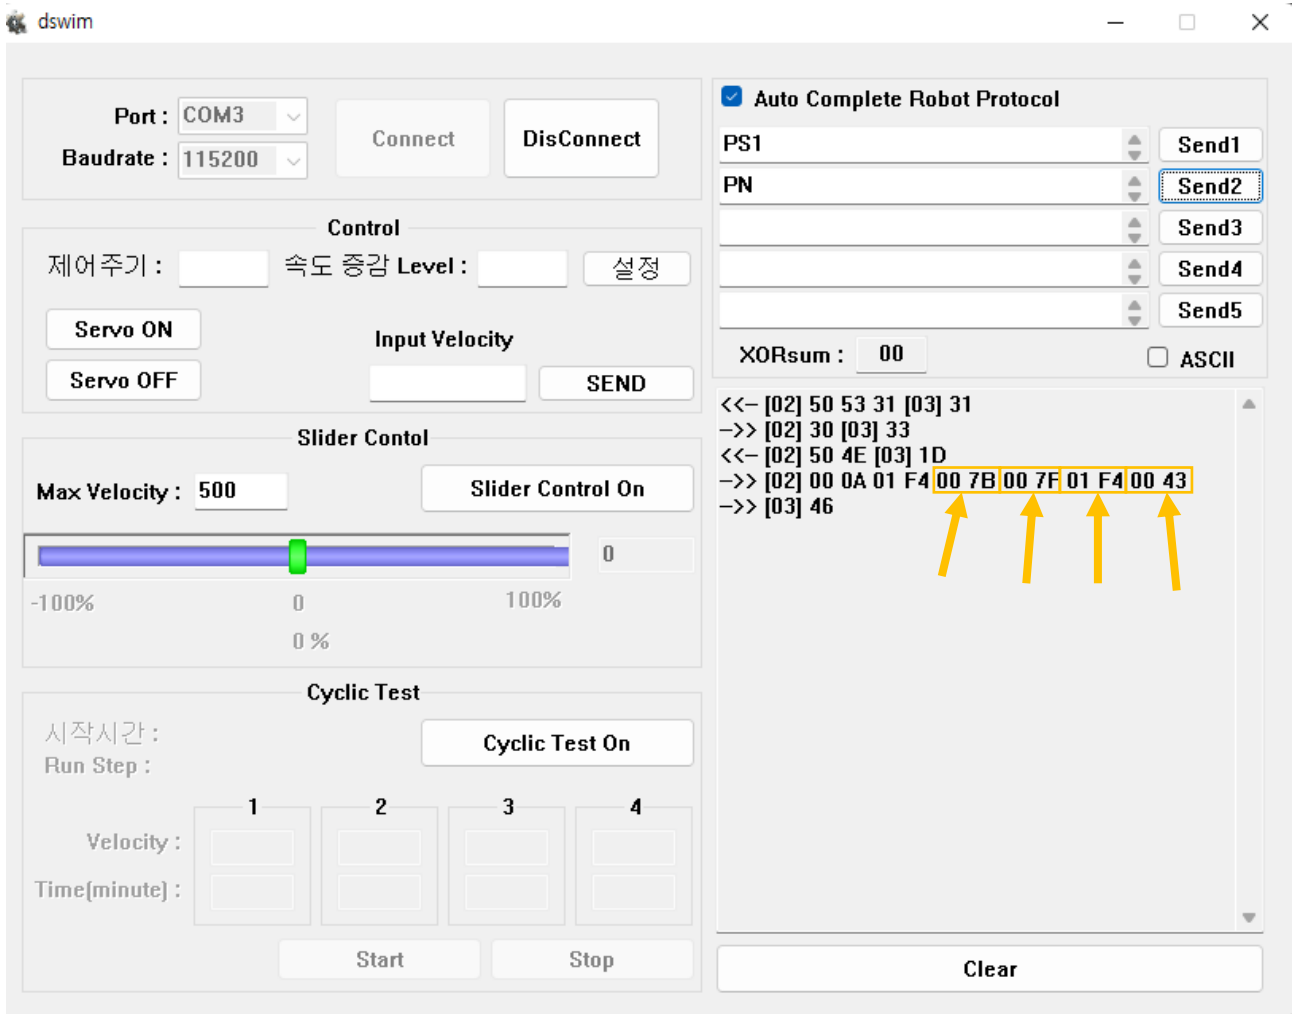 dswim
Port : COM3
Baudrate : 115200
Connect
DisConnect
Control
제어주기 :
속도 증감 Level :
설정
Servo ON
Servo OFF
Input Velocity
SEND
Slider Contol
Max Velocity : 500
Slider Control On
0
-100%
0
100%
0 %
Cyclic Test
시작시간 :
Run Step :
Cyclic Test On
1
2
3
4
Velocity :
Time(minute) :
Start
Stop
Auto Complete Robot Protocol
PS1
Send1
PN
Send2
Send3
Send4
Send5
XORsum : 00
ASCII
<<– [02] 50 53 31 [03] 31
–>> [02] 30 [03] 33
<<– [02] 50 4E [03] 1D
–>> [02] 00 0A 01 F4 00 7B 00 7F 01 F4 00 43
–>> [03] 46
Clear